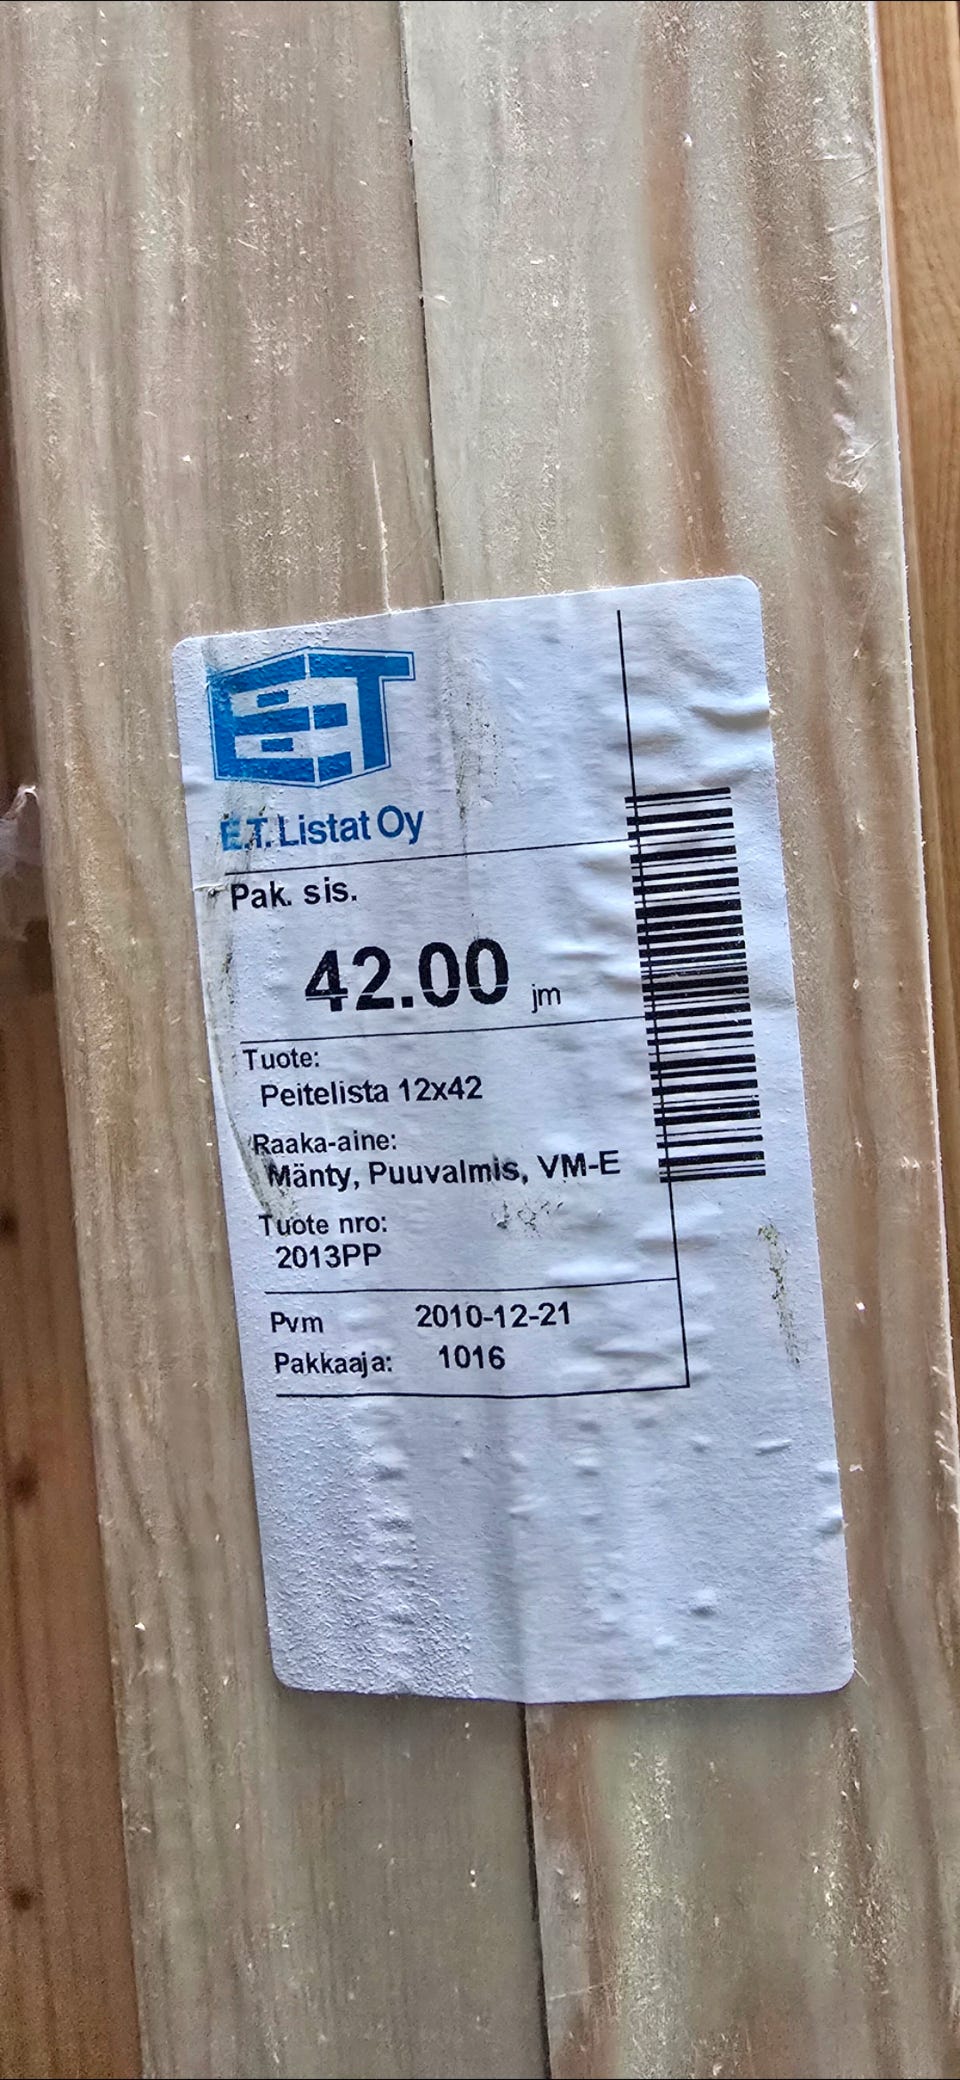 ET
E.T. Listat Oy
Pak. sis.
42.00 jm
Tuote:
Peitelista 12x42
Raaka-aine:
Mänty, Puuvalmis, VM-E
Tuote nro:
2013PP
Pvm 2010-12-21
Pakkaaja: 1016